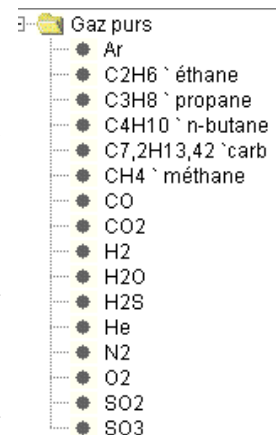 Gaz purs
Ar
C2H6 ` éthane
C3H8 ` propane
C4H10 ` n-butane
C7,2H13,42 `carb
CH4 ` méthane
CO
CO2
H2
H2O
H2S
He
N2
O2
SO2
SO3